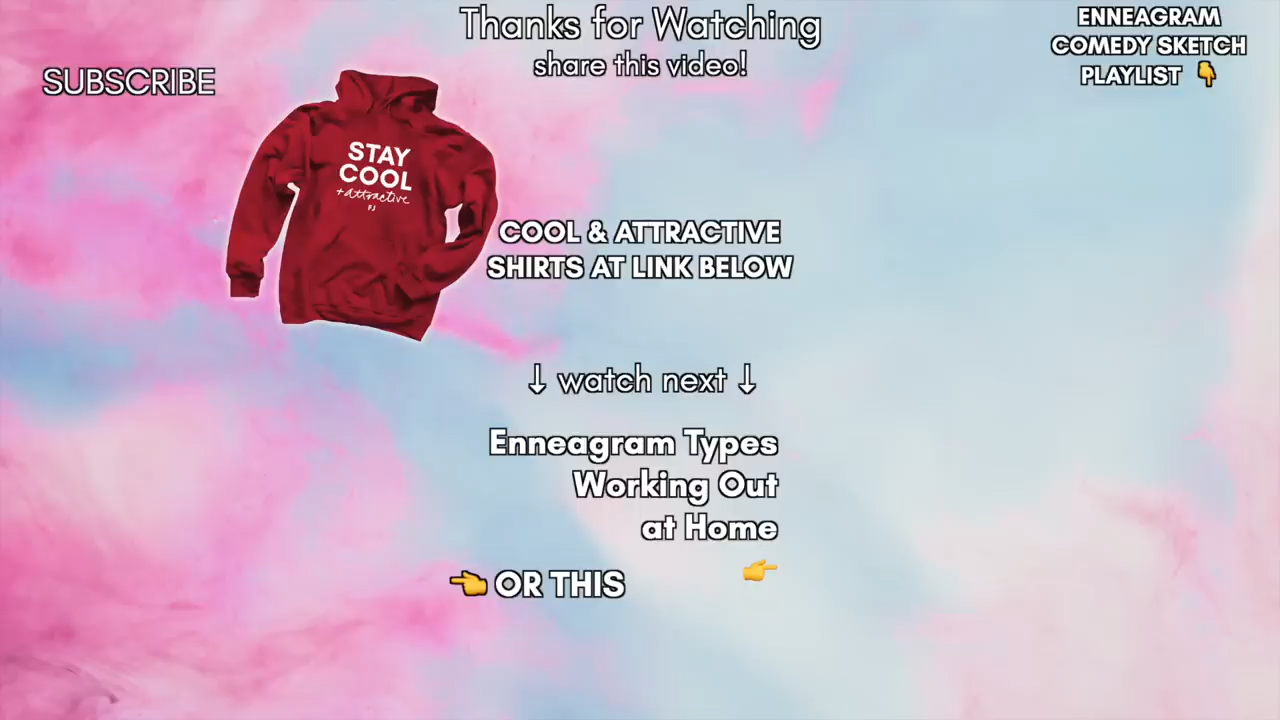 Thanks for Watching
share this video!
SUBSCRIBE
ENNEAGRAM
COMEDY SKETCH
PLAYLIST 👇
STAY
COOL
+attractive
FJ
COOL & ATTRACTIVE
SHIRTS AT LINK BELOW
↓ watch next ↓
Enneagram Types
Working Out
at Home
👉
👈 OR THIS